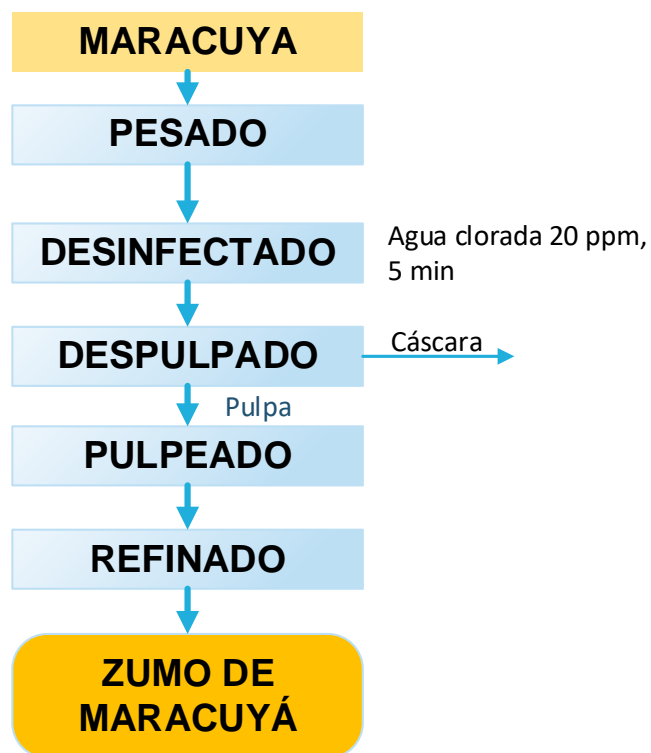 MARACUYA
PESADO
DESINFECTADO
Agua clorada 20 ppm,
5 min
DESPULPADO
Cáscara
Pulpa
PULPEADO
REFINADO
ZUMO DE
MARACUYÁ